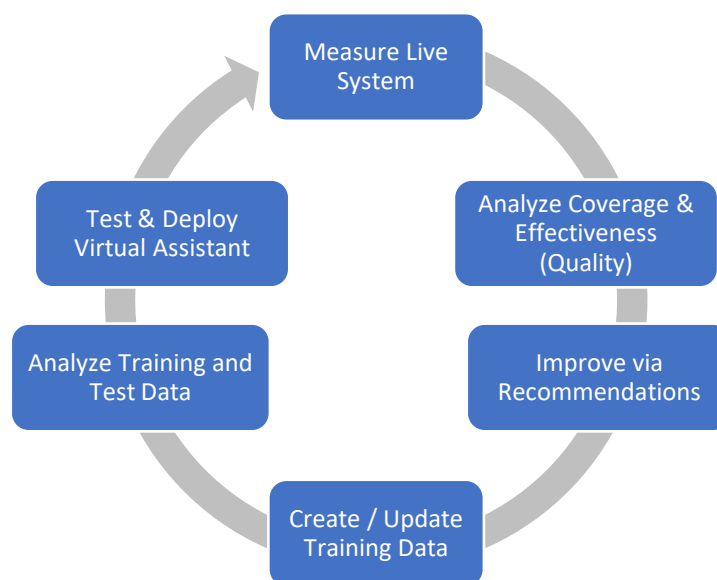 Measure Live
System
Analyze Coverage &
Effectiveness
(Quality)
Improve via
Recommendations
Create / Update
Training Data
Analyze Training and
Test Data
Test & Deploy
Virtual Assistant